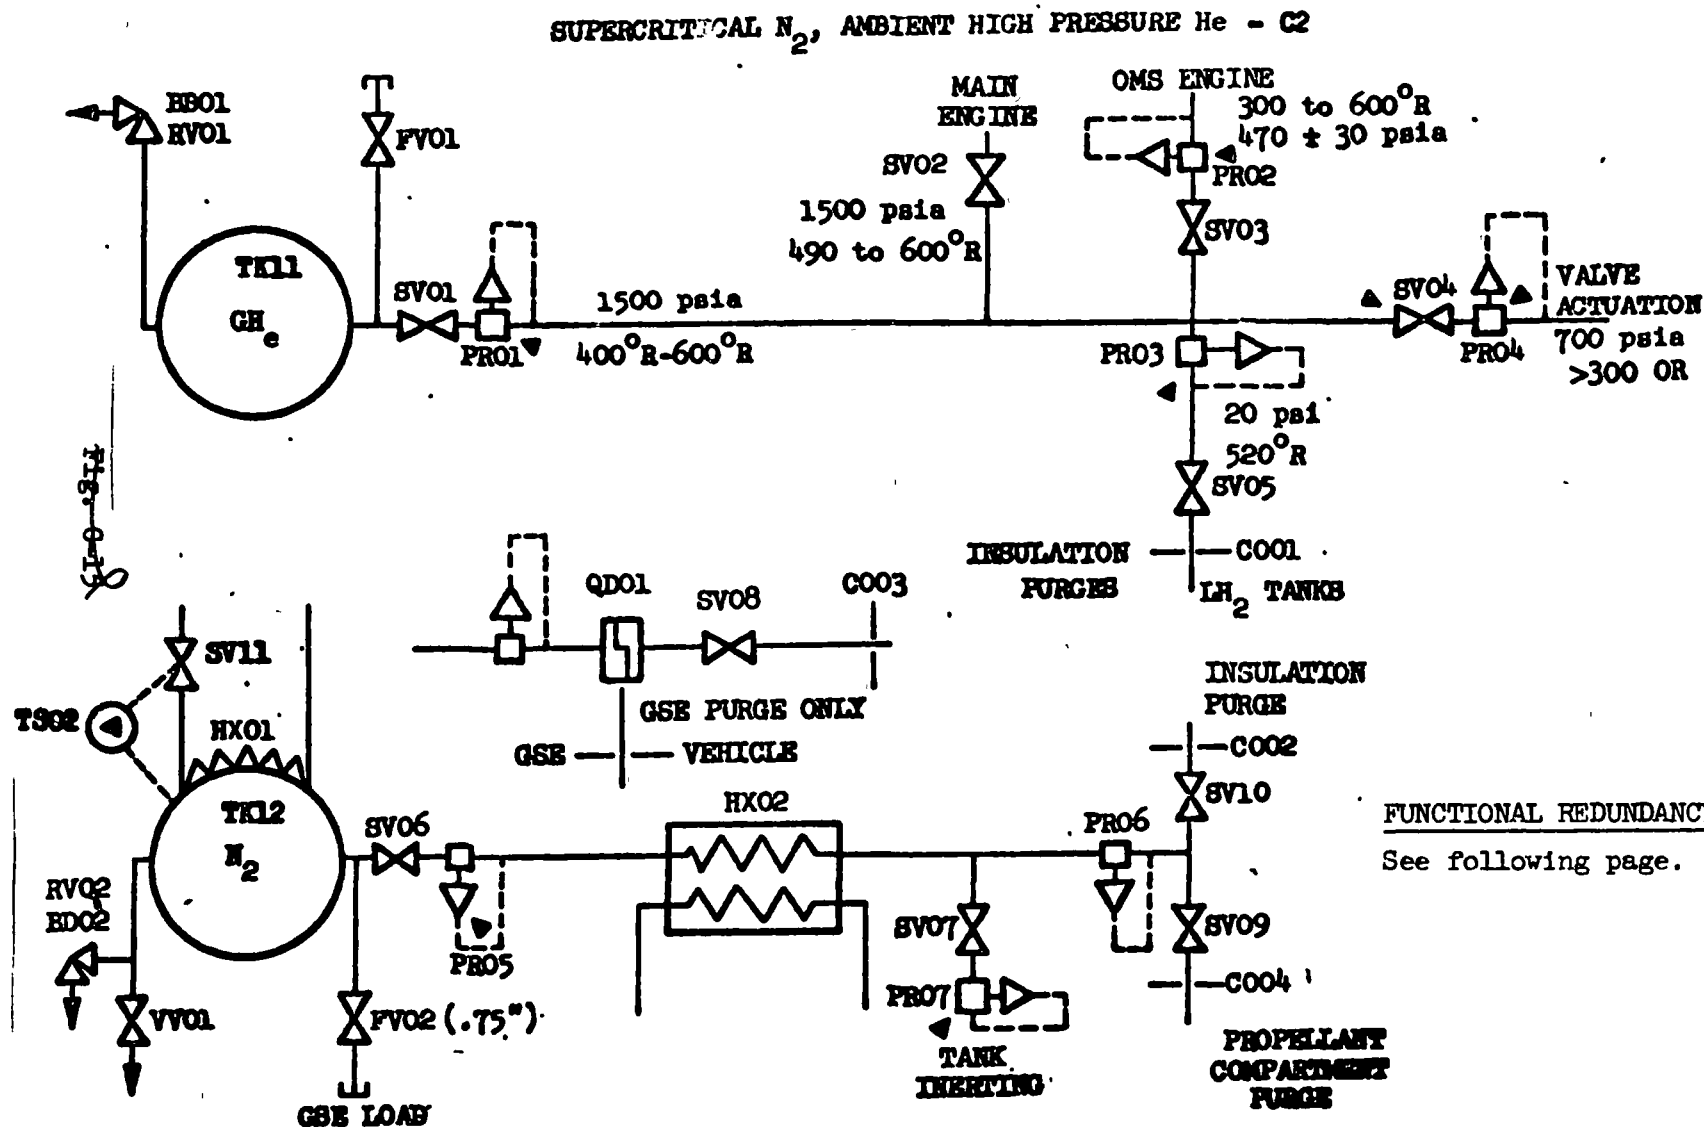 SUPERCRITICAL N2, AMBIENT HIGH PRESSURE He - C2
BD01
RV01
FV01
MAIN
ENGINE
OMS ENGINE
300 to 600°R
470 ± 30 psia
SV02
PR02
1500 psia
490 to 600°R
SV03
TK11
GHe
SV01
PR01
1500 psia
400°R-600°R
PR03
SV04
PR04
VALVE
ACTUATION
700 psia
>300 OR
20 psi
520°R
SV05
Fig. C-15
INSULATION
PURGES
C001
LH2 TANKS
QD01
SV08
C003
SV11
TS02
HX01
GSE PURGE ONLY
GSE
VEHICLE
INSULATION
PURGE
C002
SV10
TK12
N2
SV06
HX02
PR06
FUNCTIONAL REDUNDANC
See following page.
RV02
BD02
PR05
SV07
SV09
PR07
C004
VV01
FV02 (.75")
TANK
INERTING
PROPELLANT
COMPARTMENT
PURGE
GSE LOAD